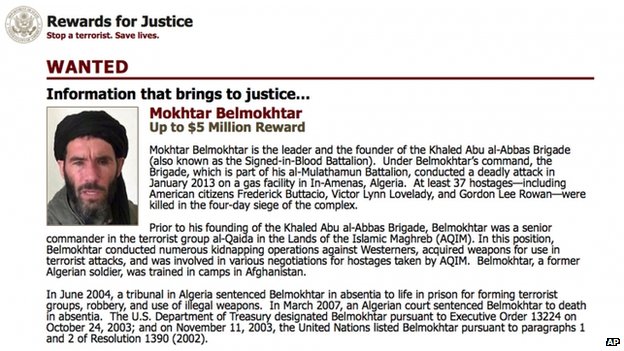 Rewards for Justice
Stop a terrorist. Save lives.
WANTED
Information that brings to justice...
Mokhtar Belmokhtar
Up to $5 Million Reward
Mokhtar Belmokhtar is the leader and the founder of the Khaled Abu al-Abbas Brigade
(also known as the Signed-in-Blood Battalion).  Under Belmokhtar's command, the
Brigade, which is part of his al-Mulathamun Battalion, conducted a deadly attack in
January 2013 on a gas facility in In-Amenas, Algeria.  At least 37 hostages—including
American citizens Frederick Buttacio, Victor Lynn Lovelady, and Gordon Lee Rowan—were
killed in the four-day siege of the complex.
Prior to his founding of the Khaled Abu al-Abbas Brigade, Belmokhtar was a senior
commander in the terrorist group al-Qaida in the Lands of the Islamic Maghreb (AQIM). In this position,
Belmokhtar conducted numerous kidnapping operations against Westerners, acquired weapons for use in
terrorist attacks, and was involved in various negotiations for hostages taken by AQIM.  Belmokhtar, a former
Algerian soldier, was trained in camps in Afghanistan.
In June 2004, a tribunal in Algeria sentenced Belmokhtar in absentia to life in prison for forming terrorist
groups, robbery, and use of illegal weapons. In March 2007, an Algerian court sentenced Belmokhtar to death
in absentia.  The U.S. Department of Treasury designated Belmokhtar pursuant to Executive Order 13224 on
October 24, 2003; and on November 11, 2003, the United Nations listed Belmokhtar pursuant to paragraphs 1
and 2 of Resolution 1390 (2002).
AP